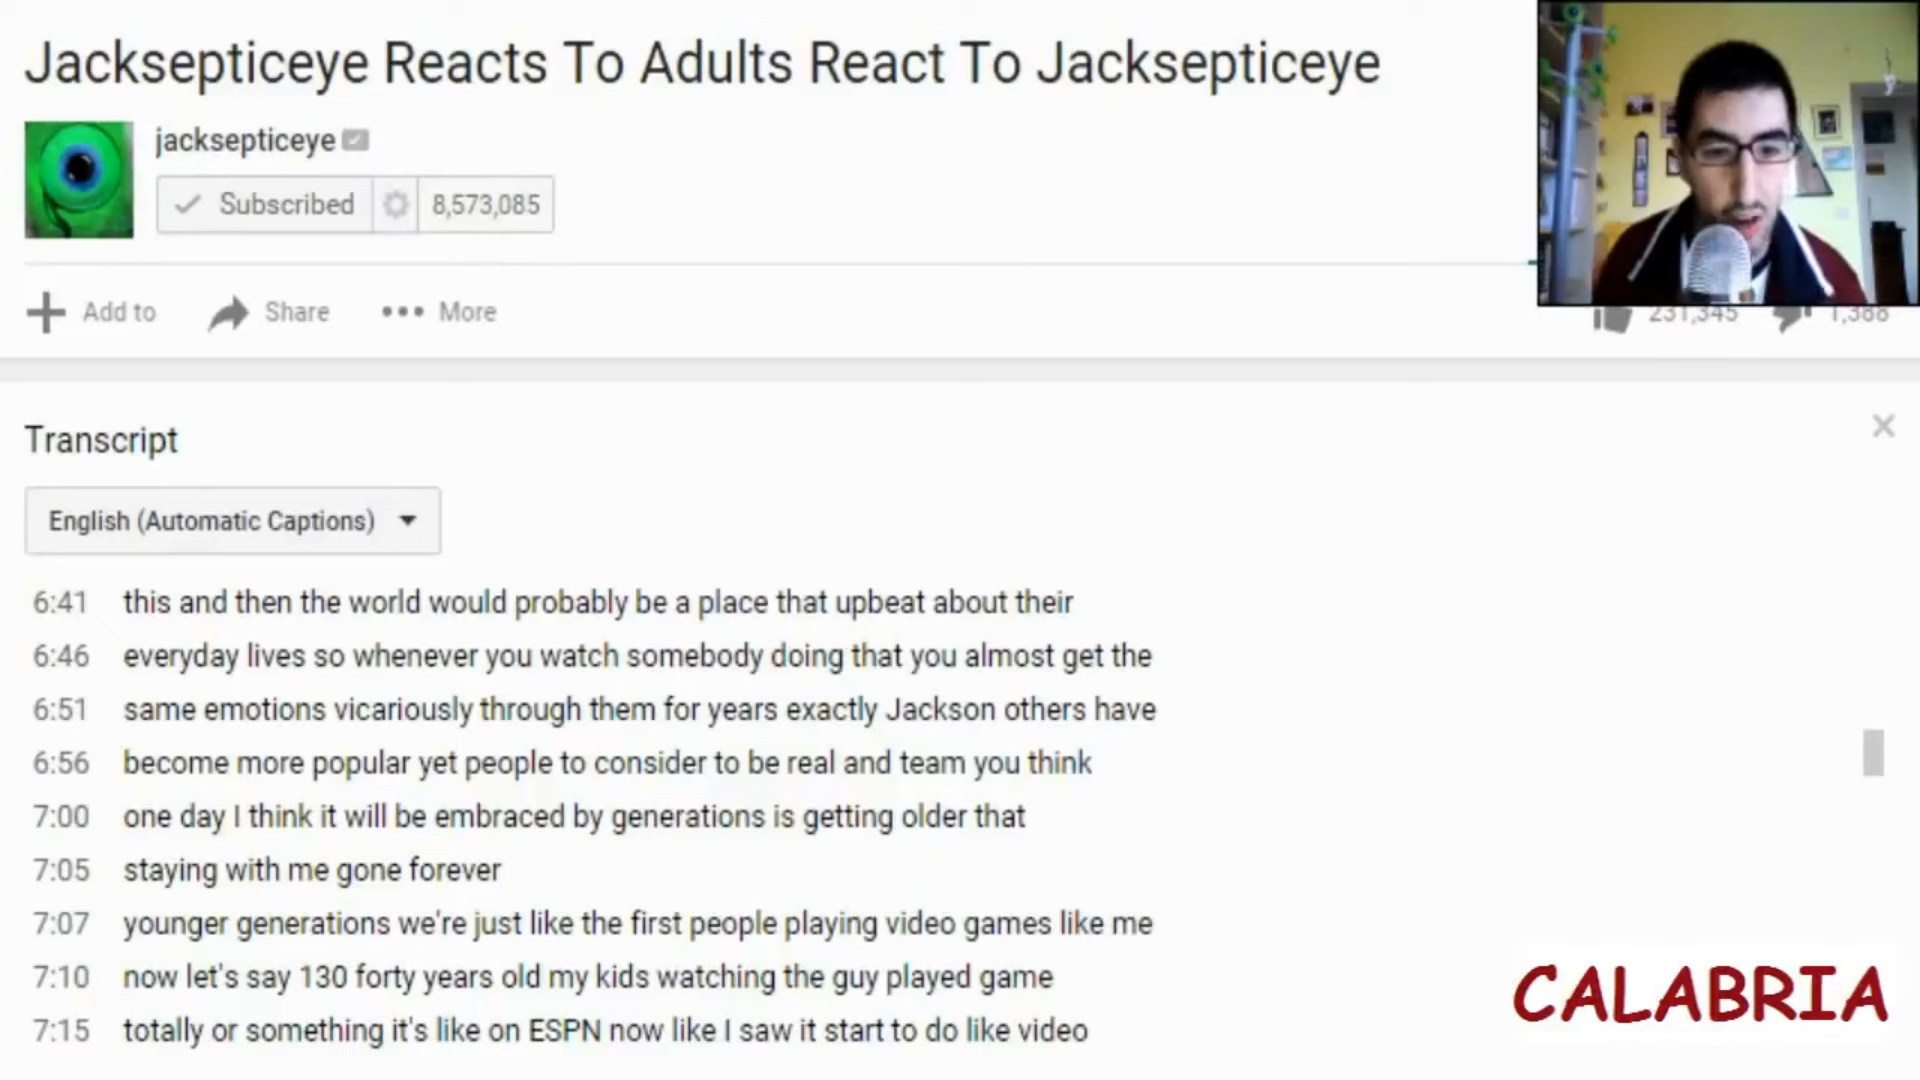 Jacksepticeye Reacts To Adults React To Jacksepticeye
jacksepticeye
Subscribed 8,573,085
Add to Share More 231,345 1,388
Transcript
English (Automatic Captions)
6:41 this and then the world would probably be a place that upbeat about their
6:46 everyday lives so whenever you watch somebody doing that you almost get the
6:51 same emotions vicariously through them for years exactly Jackson others have
6:56 become more popular yet people to consider to be real and team you think
7:00 one day I think it will be embraced by generations is getting older that
7:05 staying with me gone forever
7:07 younger generations we're just like the first people playing video games like me
7:10 now let's say 130 forty years old my kids watching the guy played game
7:15 totally or something it's like on ESPN now like I saw it start to do like video
CALABRIA